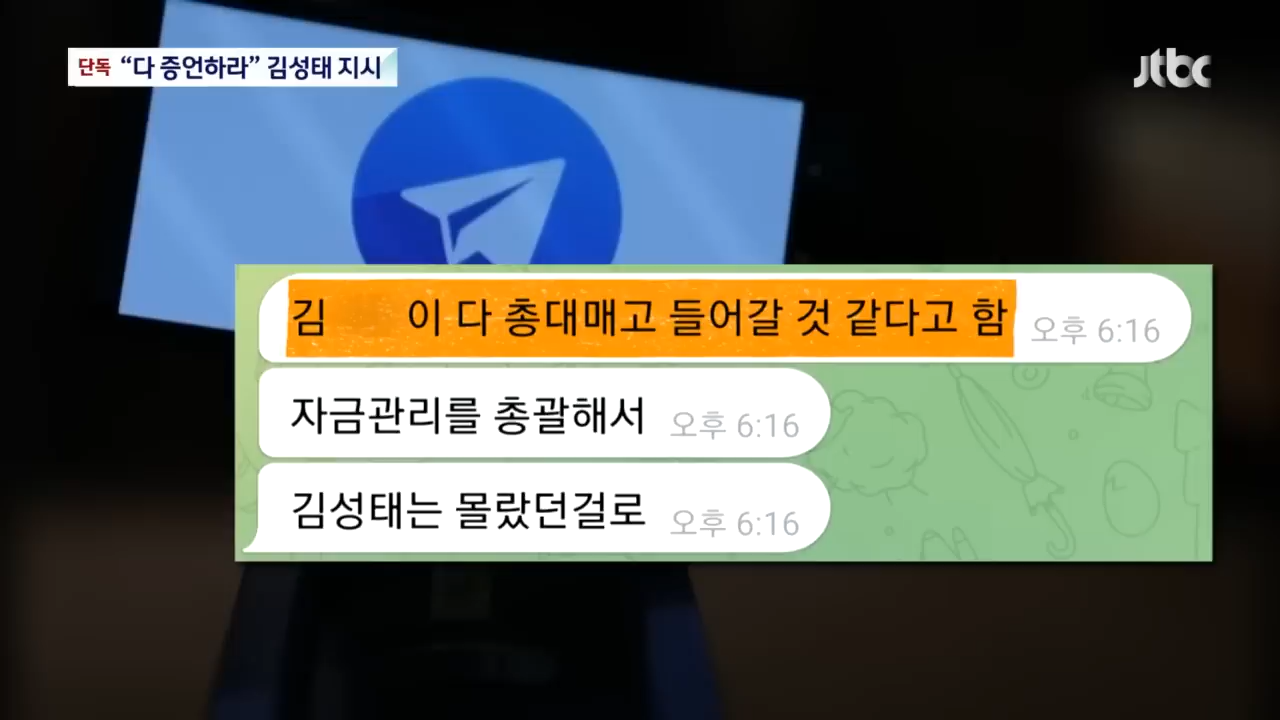 단독 “다 증언하라” 김성태 지시
jtbc
김 이 다 총대매고 들어갈 것 같다고 함 오후 6:16
자금관리를 총괄해서 오후 6:16
김성태는 몰랐던걸로 오후 6:16